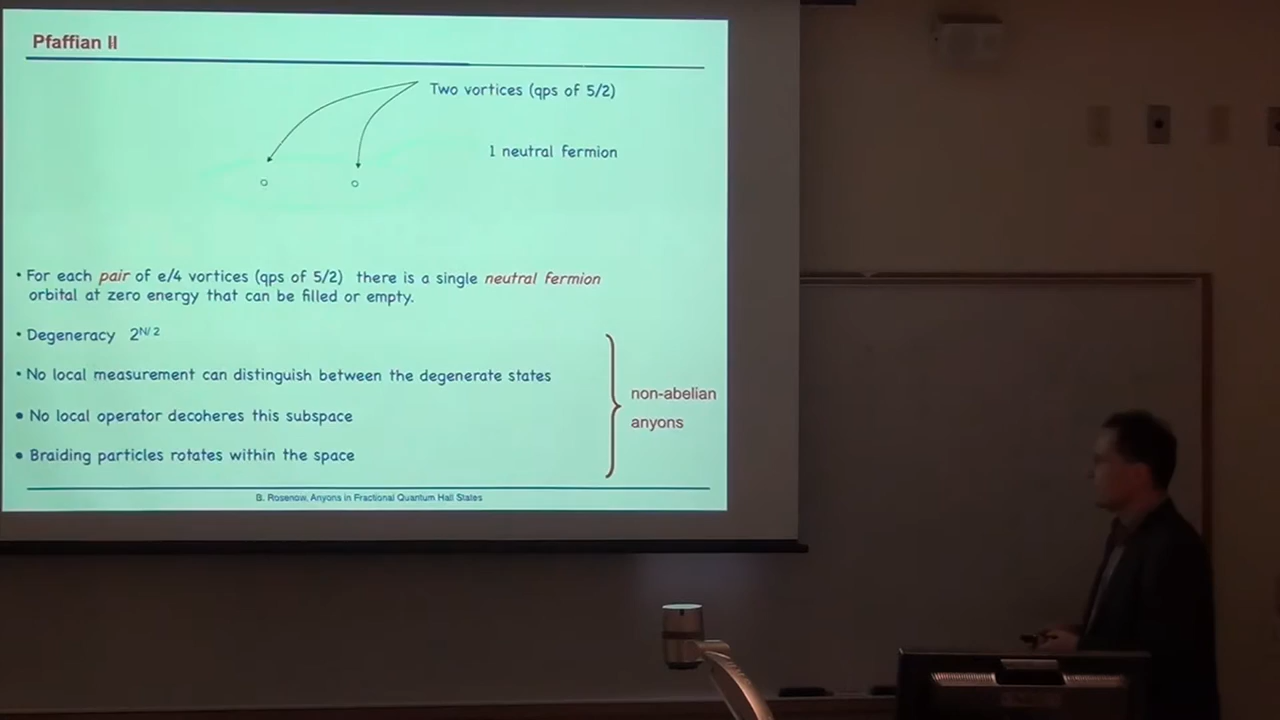 Pfaffian II
Two vortices (qps of 5/2)
1 neutral fermion
• For each pair of e/4 vortices (qps of 5/2) there is a single neutral fermion
orbital at zero energy that can be filled or empty.
• Degeneracy 2^N/2
• No local measurement can distinguish between the degenerate states
• No local operator decoheres this subspace
• Braiding particles rotates within the space
non-abelian
anyons
B. Rosenow, Anyons in Fractional Quantum Hall States